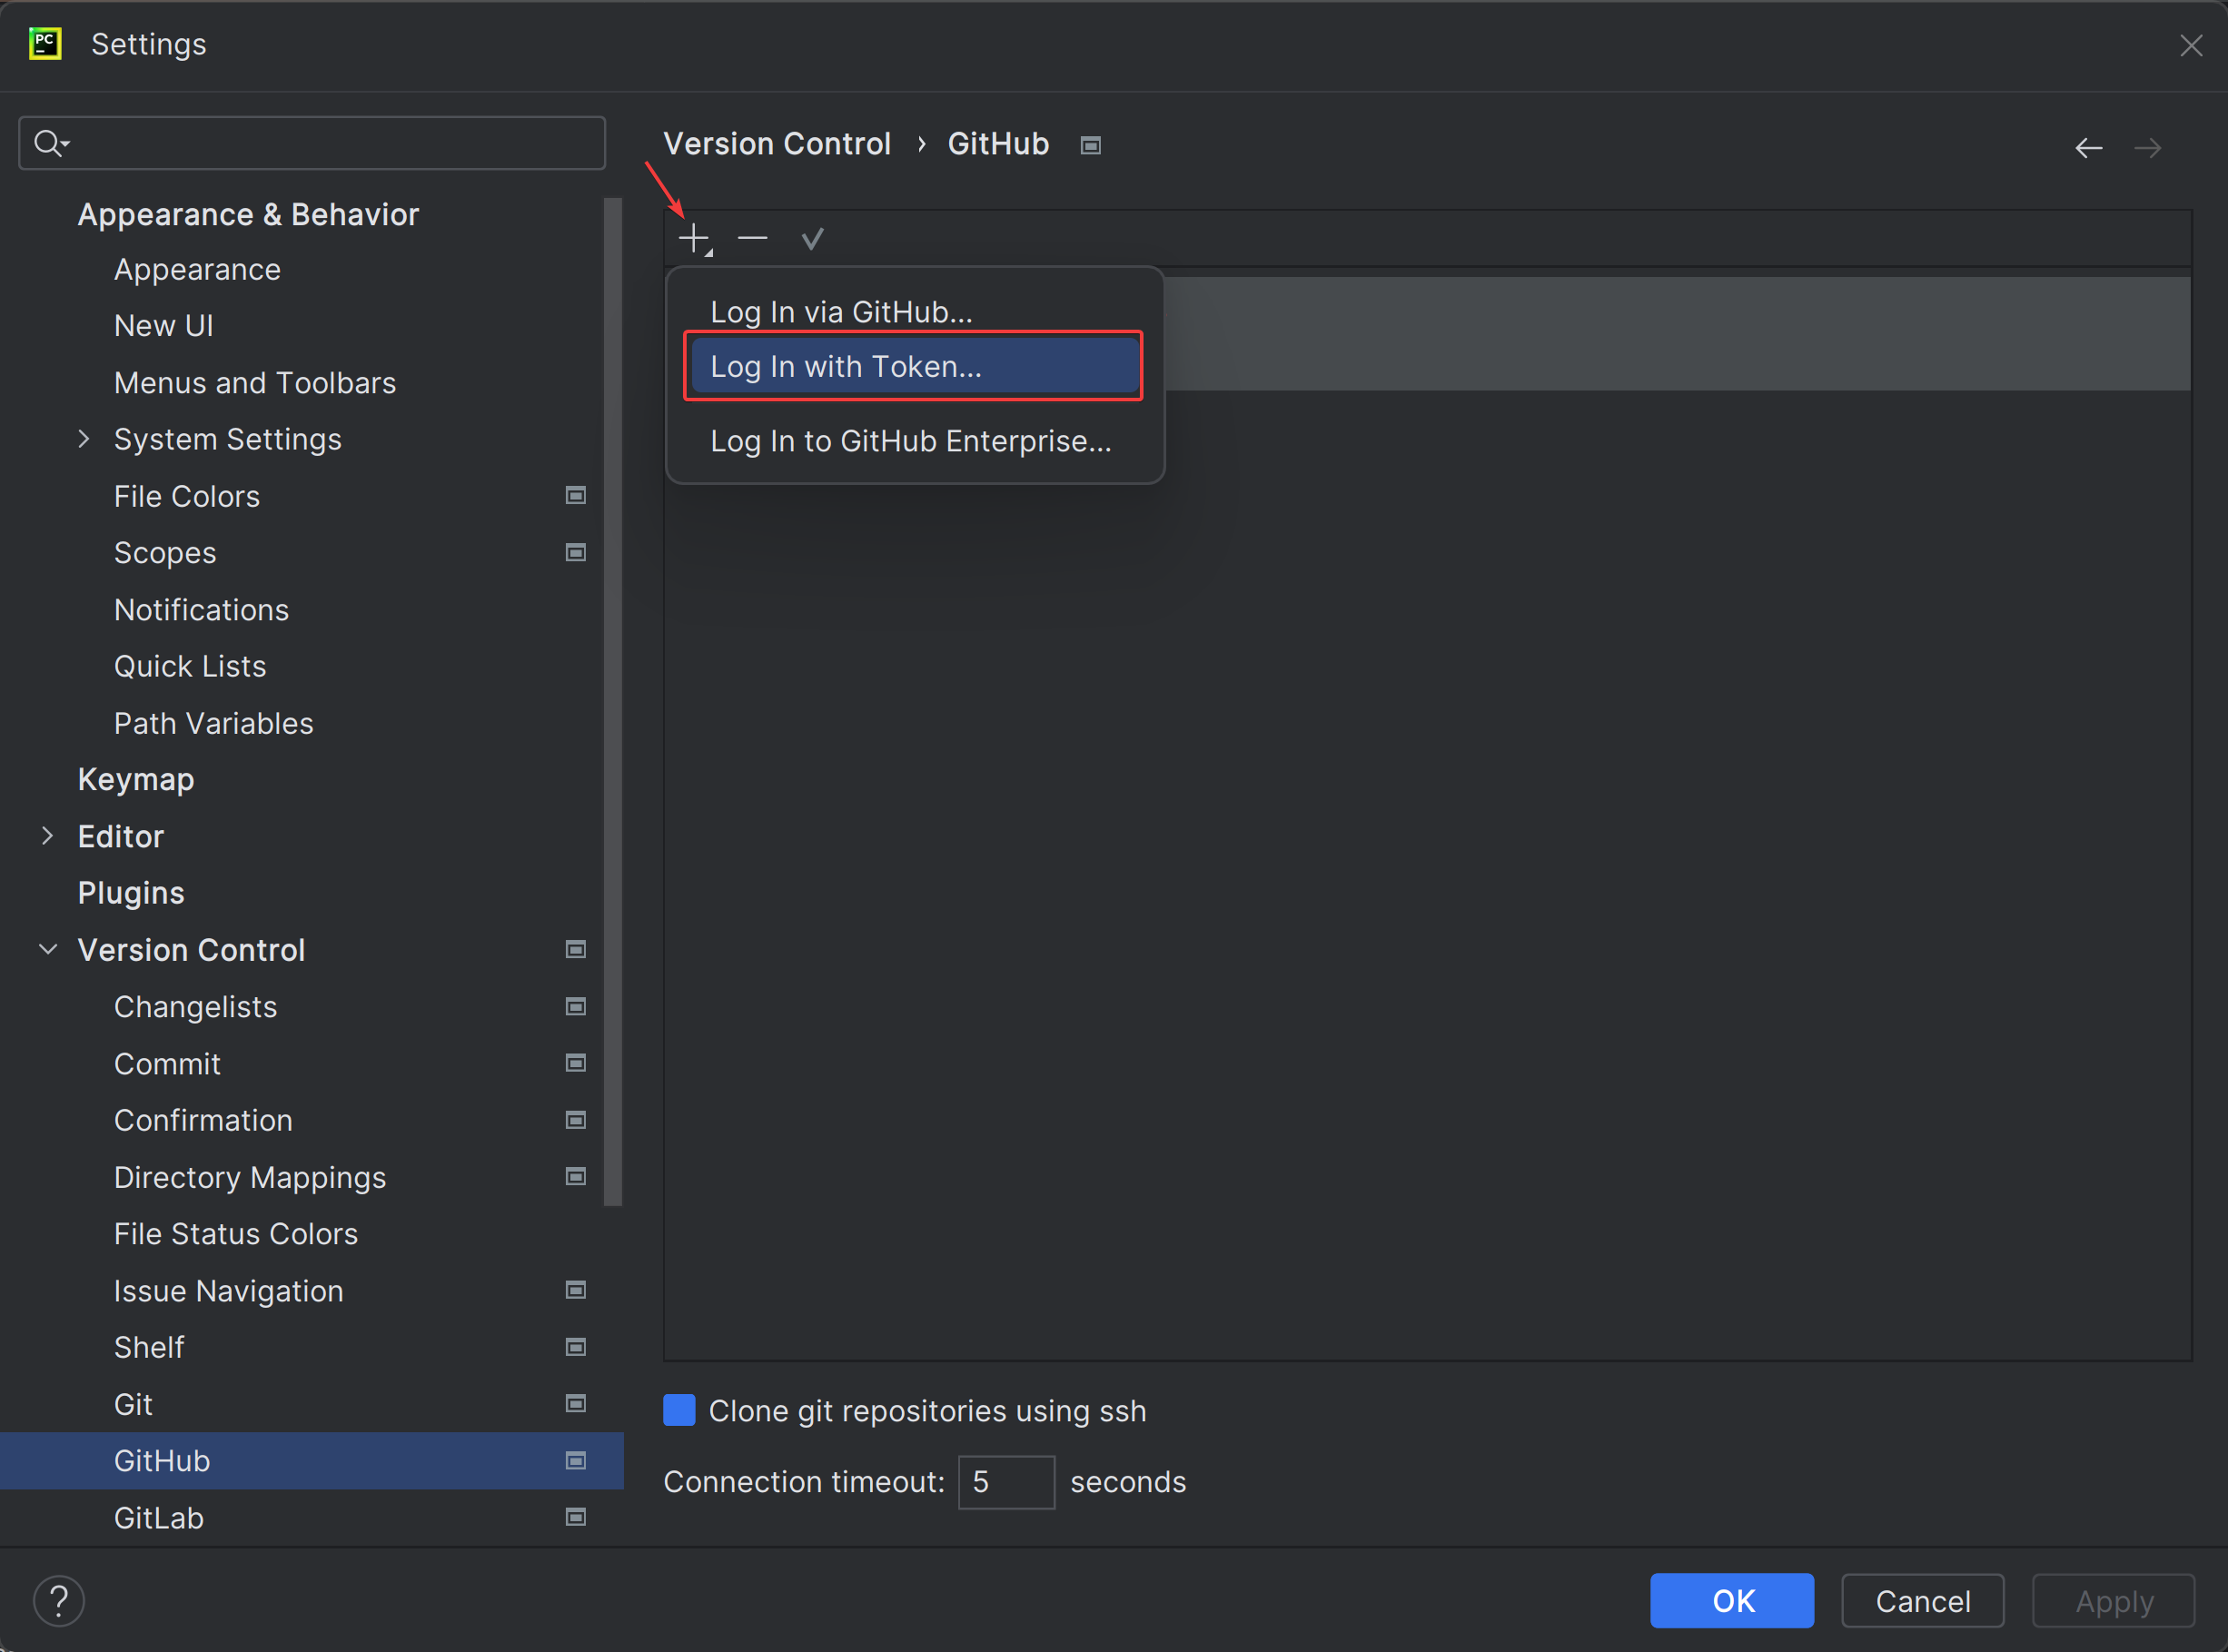 PC
Settings
Appearance & Behavior
Appearance
New UI
Menus and Toolbars
System Settings
File Colors
Scopes
Notifications
Quick Lists
Path Variables
Keymap
Editor
Plugins
Version Control
Changelists
Commit
Confirmation
Directory Mappings
File Status Colors
Issue Navigation
Shelf
Git
GitHub
GitLab
Version Control › GitHub
Log In via GitHub...
Log In with Token...
Log In to GitHub Enterprise...
Clone git repositories using ssh
Connection timeout: 5 seconds
?
OK
Cancel
Apply